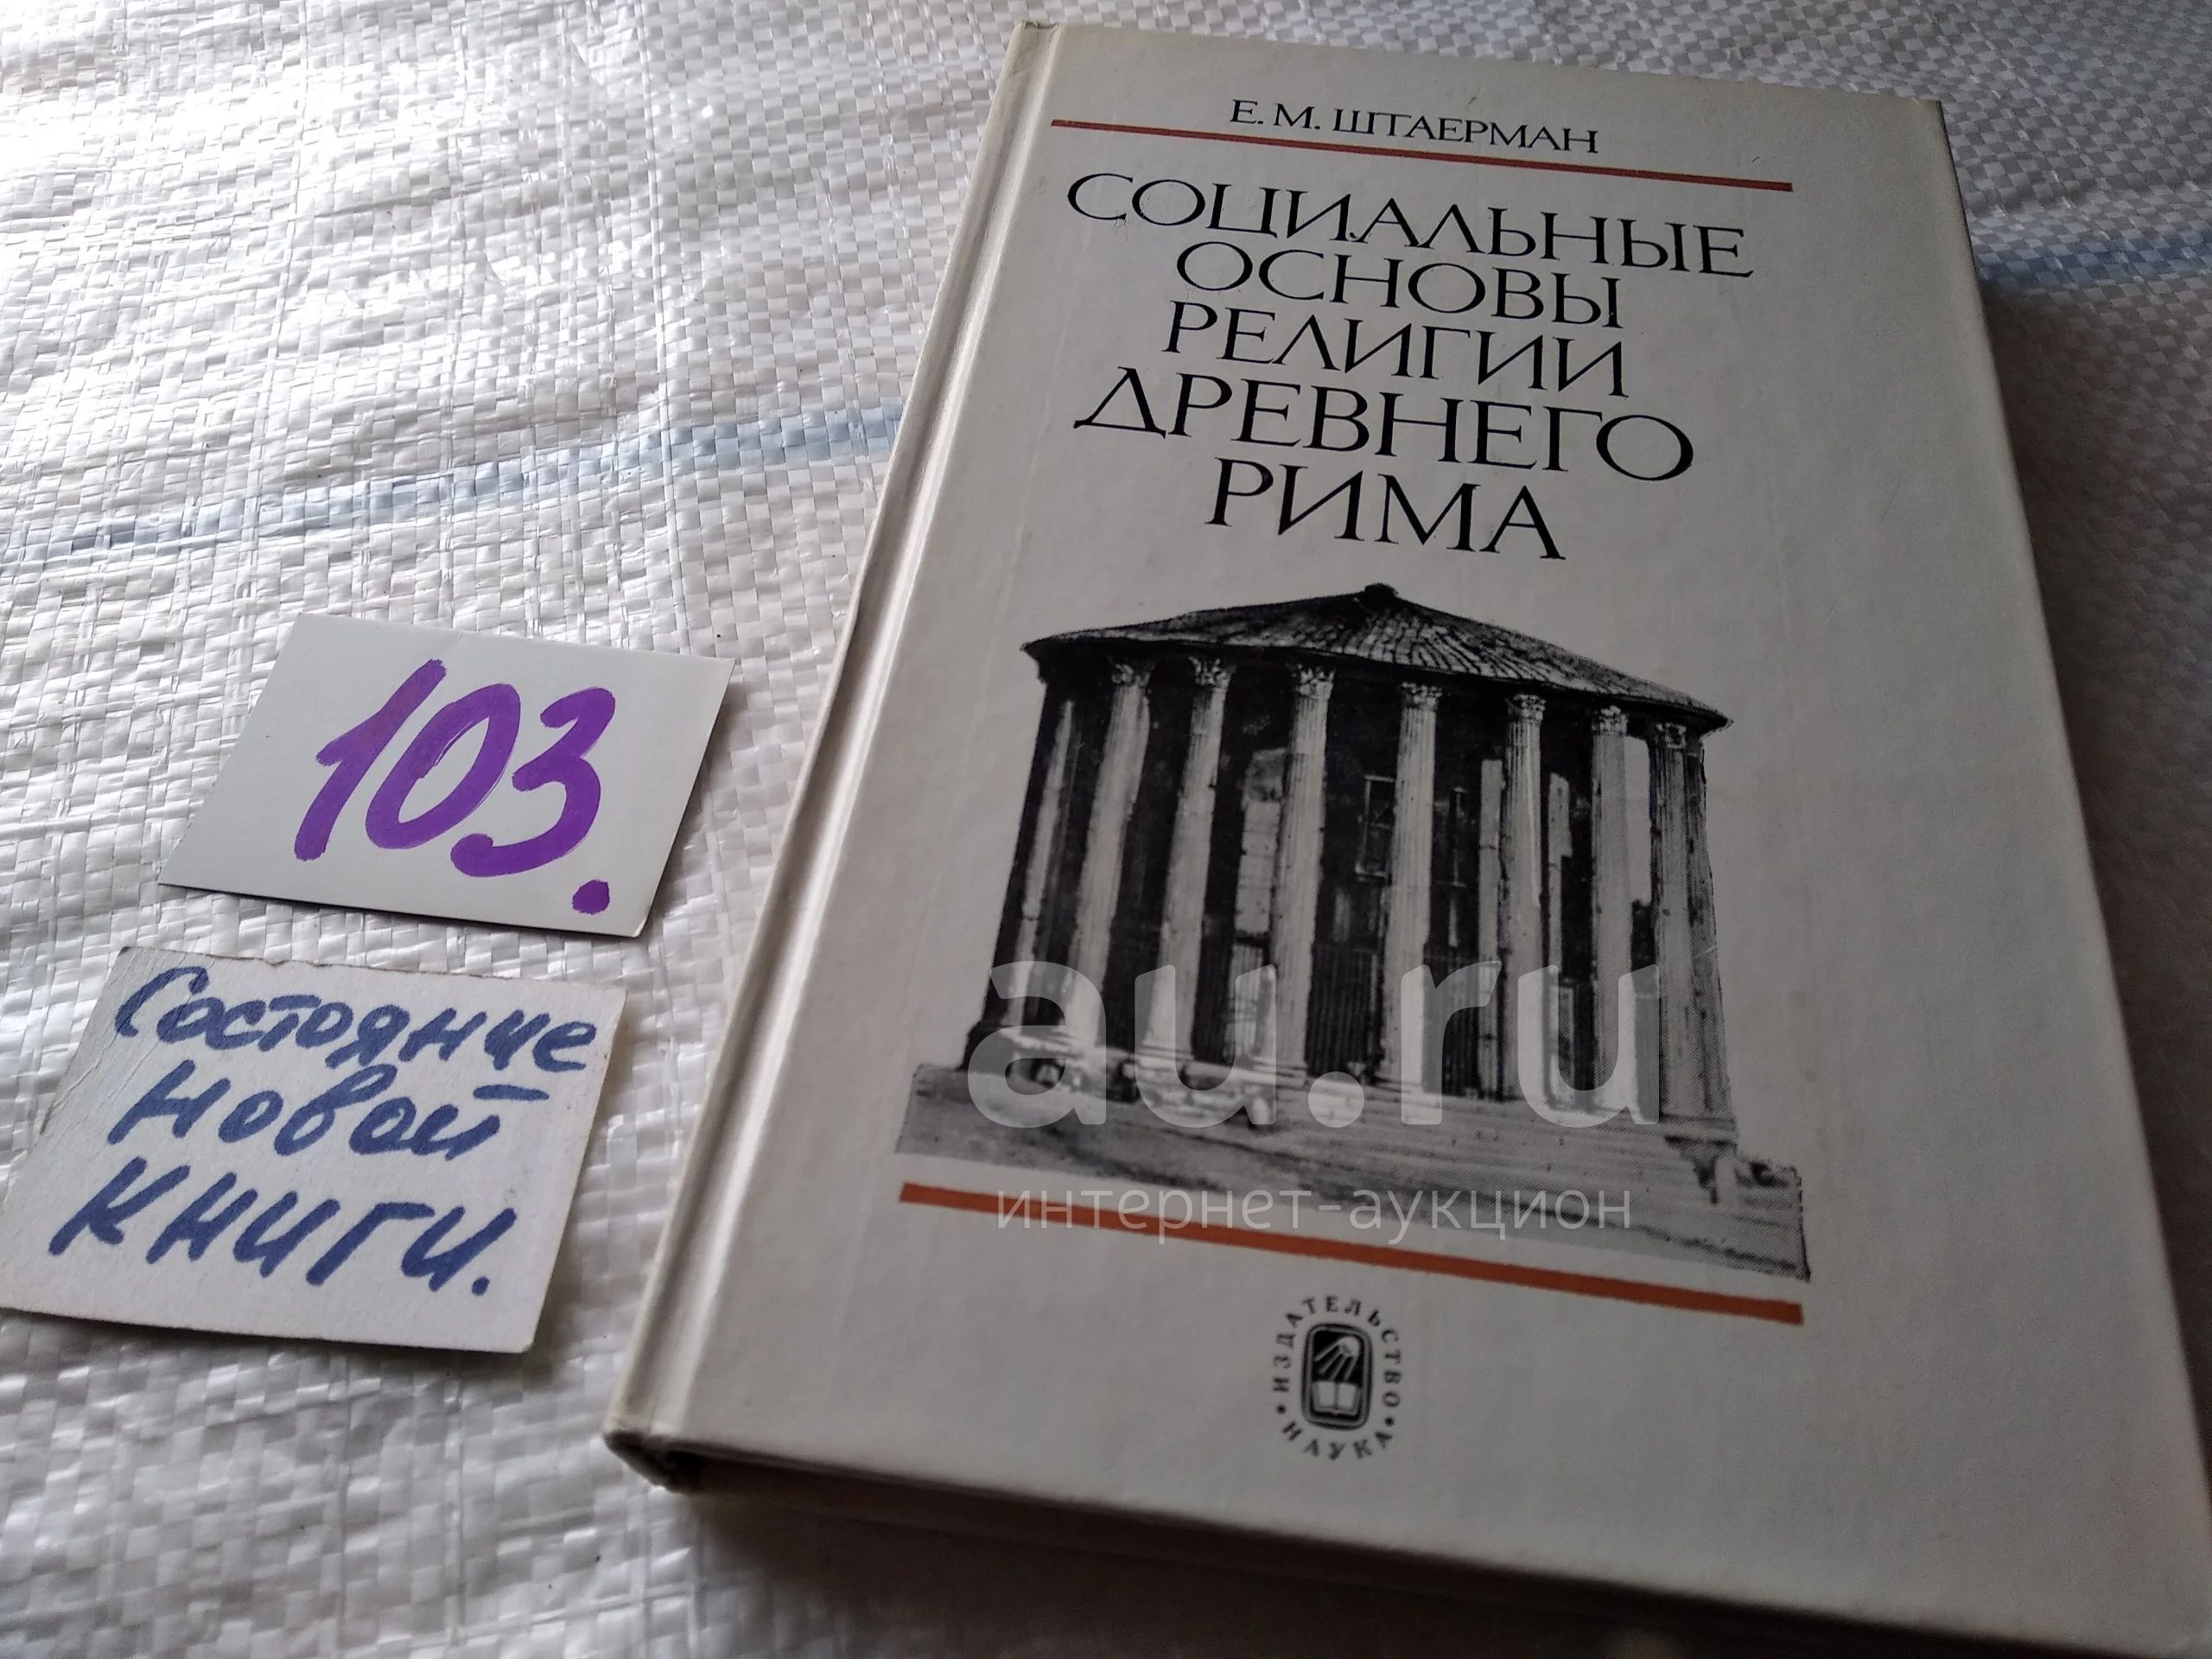 Е. М. ШТАЕРМАН
СОЦИАЛЬНЫЕ
ОСНОВЫ
РЕЛИГИИ
ДРЕВНЕГО
РИМА
103.
Состояние
новой
книги.
au.ru
интернет-аукцион
ИЗДАТЕЛЬСТВО • НАУКА •